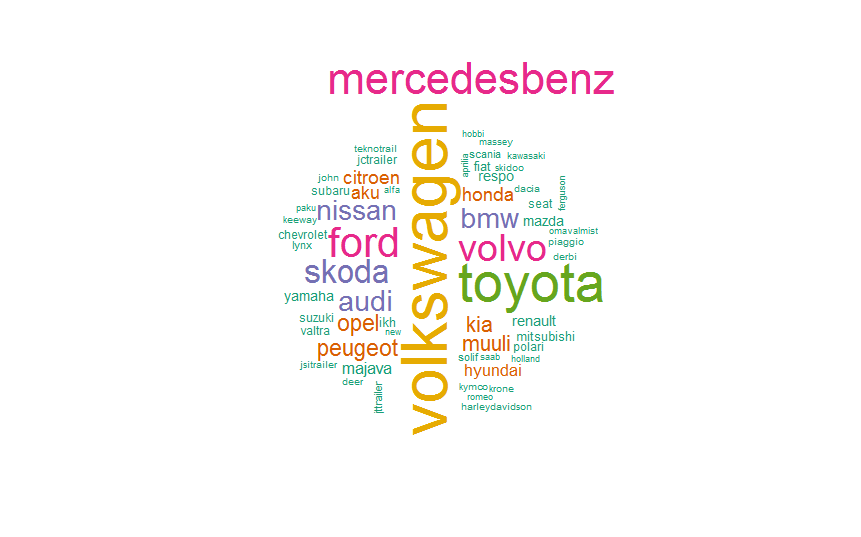 mercedesbenz
volkswagen
hobbi
massey
teknotrail
scania
kawasaki
jctrailer
aprilia
fiat
skidoo
john
citroen
respo
ferguson
subaru
aku
alfa
honda
dacia
paku
nissan
seat
keeway
bmw
mazda
chevrolet
ford
omavalmist
lynx
volvo
piaggio
derbi
skoda
toyota
yamaha
audi
suzuki
opel
ikh
kia
renault
valtra
new
muuli
mitsubishi
peugeot
polari
solif
saab
holland
jsitrailer
majava
hyundai
deer
jttrailer
kymco
krone
romeo
harleydavidson